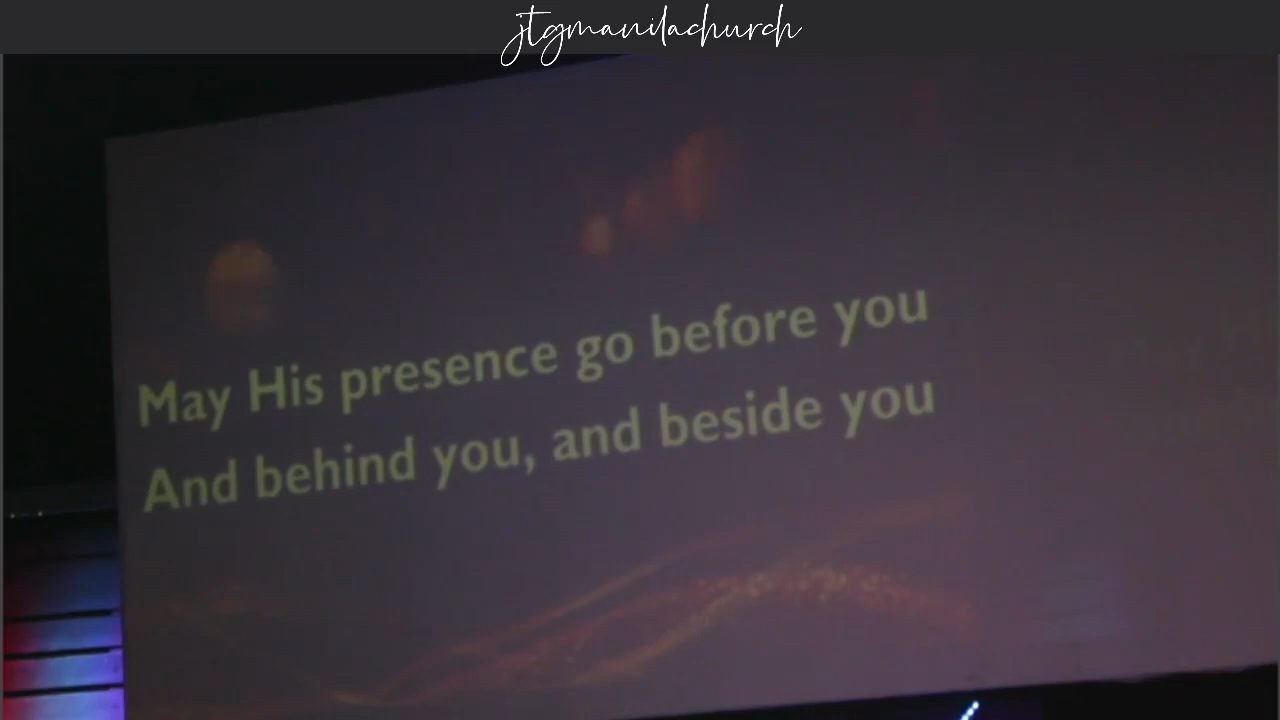 jtgmanilachurch
May His presence go before you
And behind you, and beside you